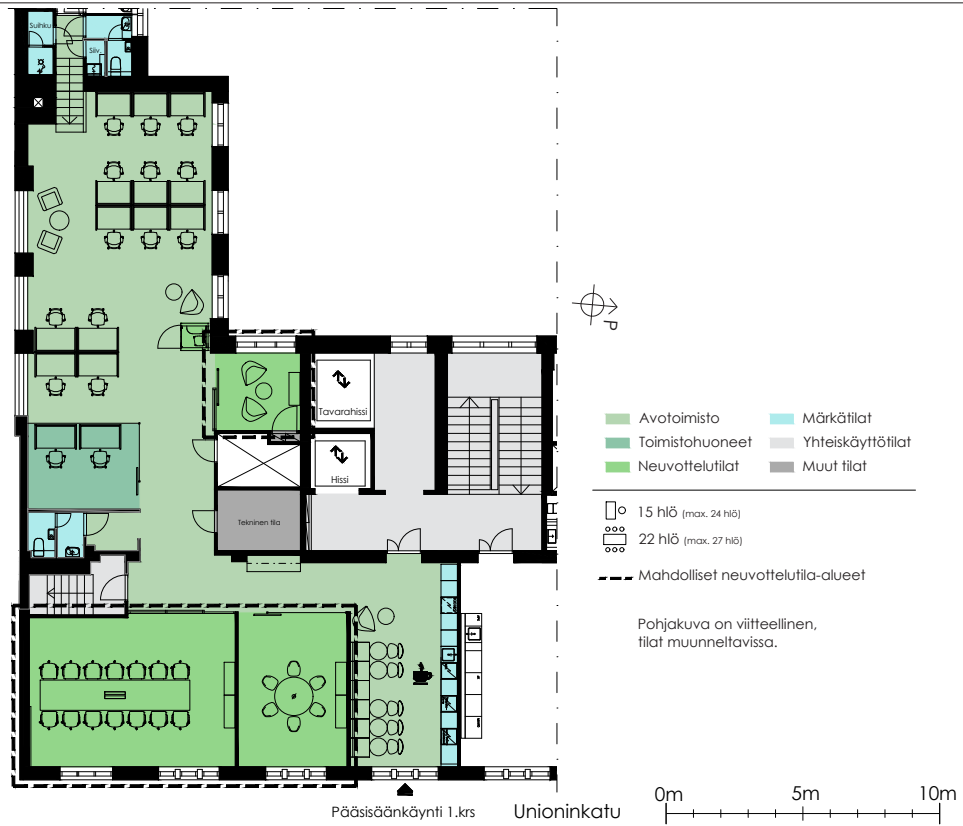 Suihku
Siiv.
P
Tavarahissi
Hissi
Tekninen tila
Avotoimisto
Toimistohuoneet
Neuvottelutilat
Märkätilat
Yhteiskäyttötilat
Muut tilat
15 hlö (max. 24 hlö)
22 hlö (max. 27 hlö)
Mahdolliset neuvottelutila-alueet
Pohjakuva on viitteellinen,
tilat muunneltavissa.
Pääsisäänkäynti 1.krs
Unioninkatu
0m 5m 10m